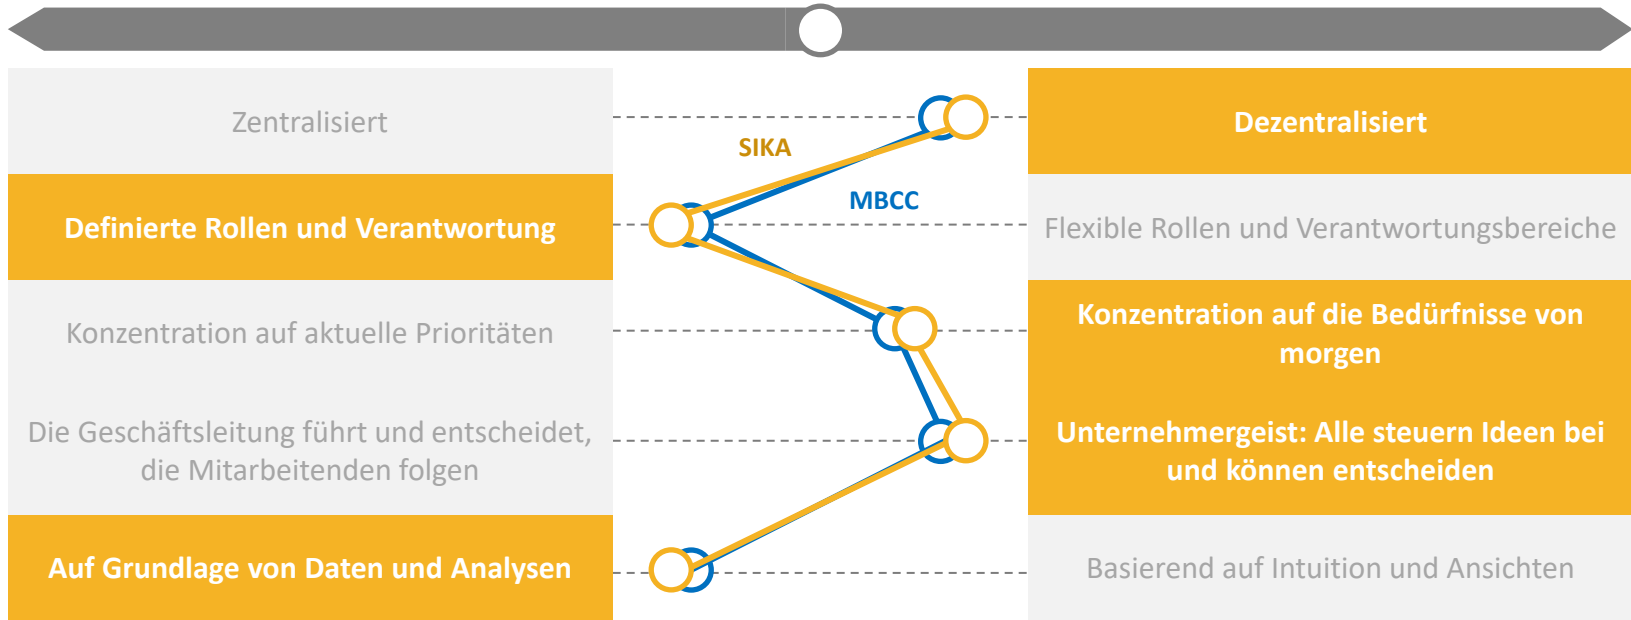 Zentralisiert
SIKA
Dezentralisiert
Definierte Rollen und Verantwortung
MBCC
Flexible Rollen und Verantwortungsbereiche
Konzentration auf aktuelle Prioritäten
Konzentration auf die Bedürfnisse von
morgen
Die Geschäftsleitung führt und entscheidet,
die Mitarbeitenden folgen
Unternehmergeist: Alle steuern Ideen bei
und können entscheiden
Auf Grundlage von Daten und Analysen
Basierend auf Intuition und Ansichten